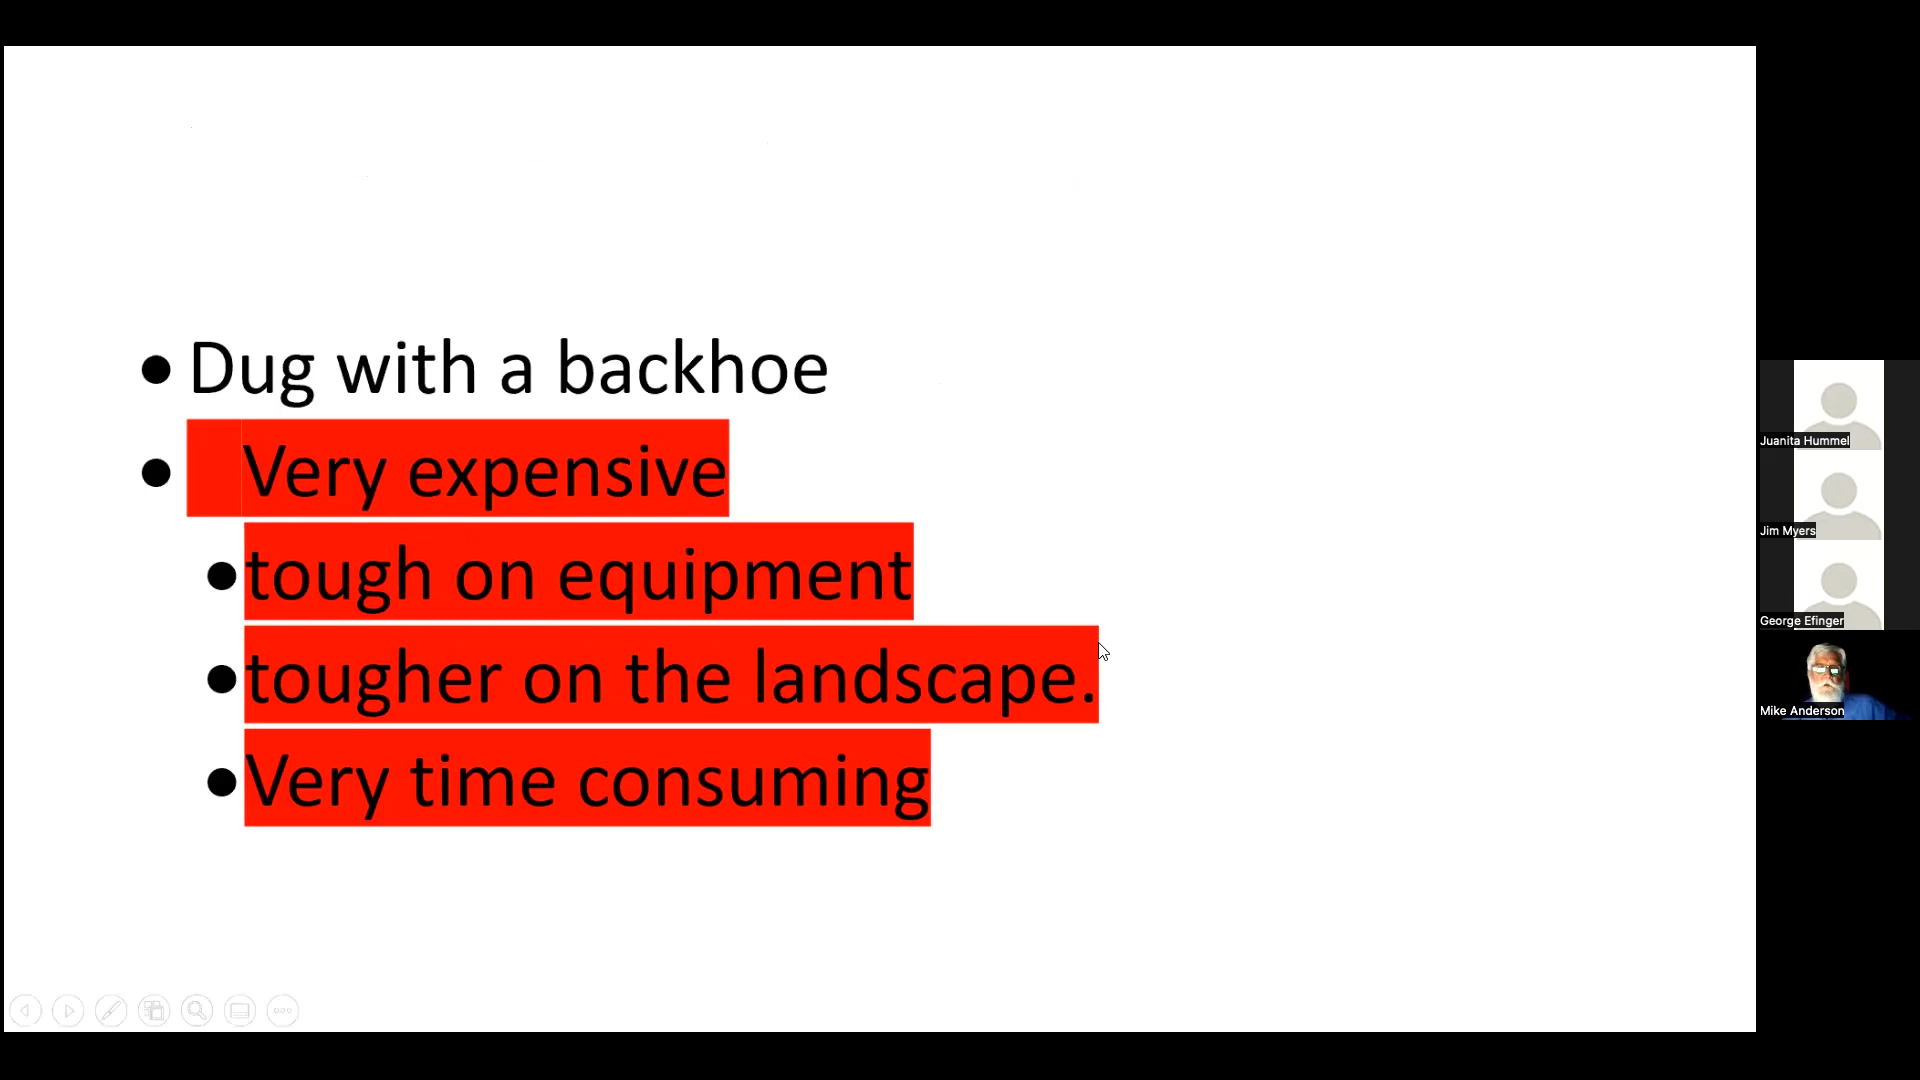 • Dug with a backhoe
• Very expensive
• tough on equipment
• tougher on the landscape.
• Very time consuming
Juanita Hummel
Jim Myers
George Efinger
Mike Anderson